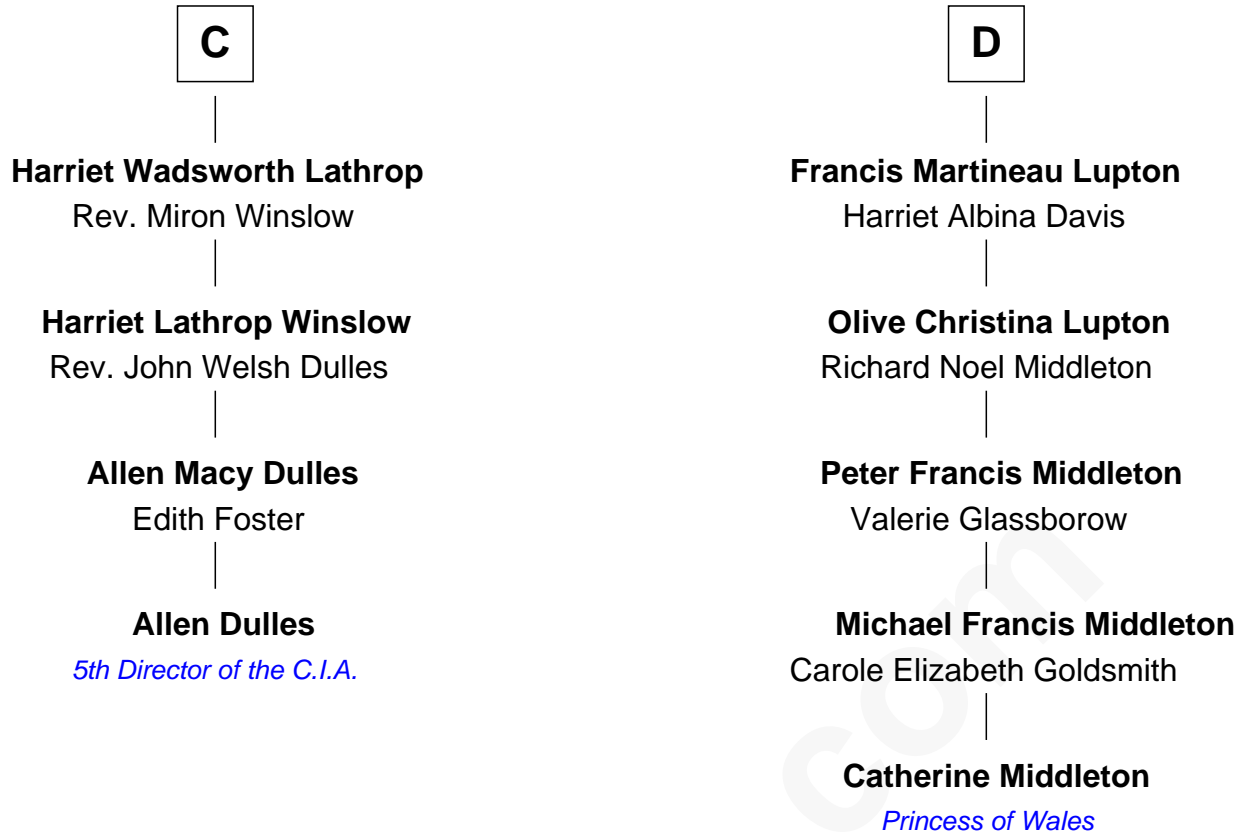 C
Harriet Wadsworth Lathrop
Rev. Miron Winslow
Harriet Lathrop Winslow
Rev. John Welsh Dulles
Allen Macy Dulles
Edith Foster
Allen Dulles
5th Director of the C.I.A.
D
Francis Martineau Lupton
Harriet Albina Davis
Olive Christina Lupton
Richard Noel Middleton
Peter Francis Middleton
Valerie Glassborow
Michael Francis Middleton
Carole Elizabeth Goldsmith
Catherine Middleton
Princess of Wales
com